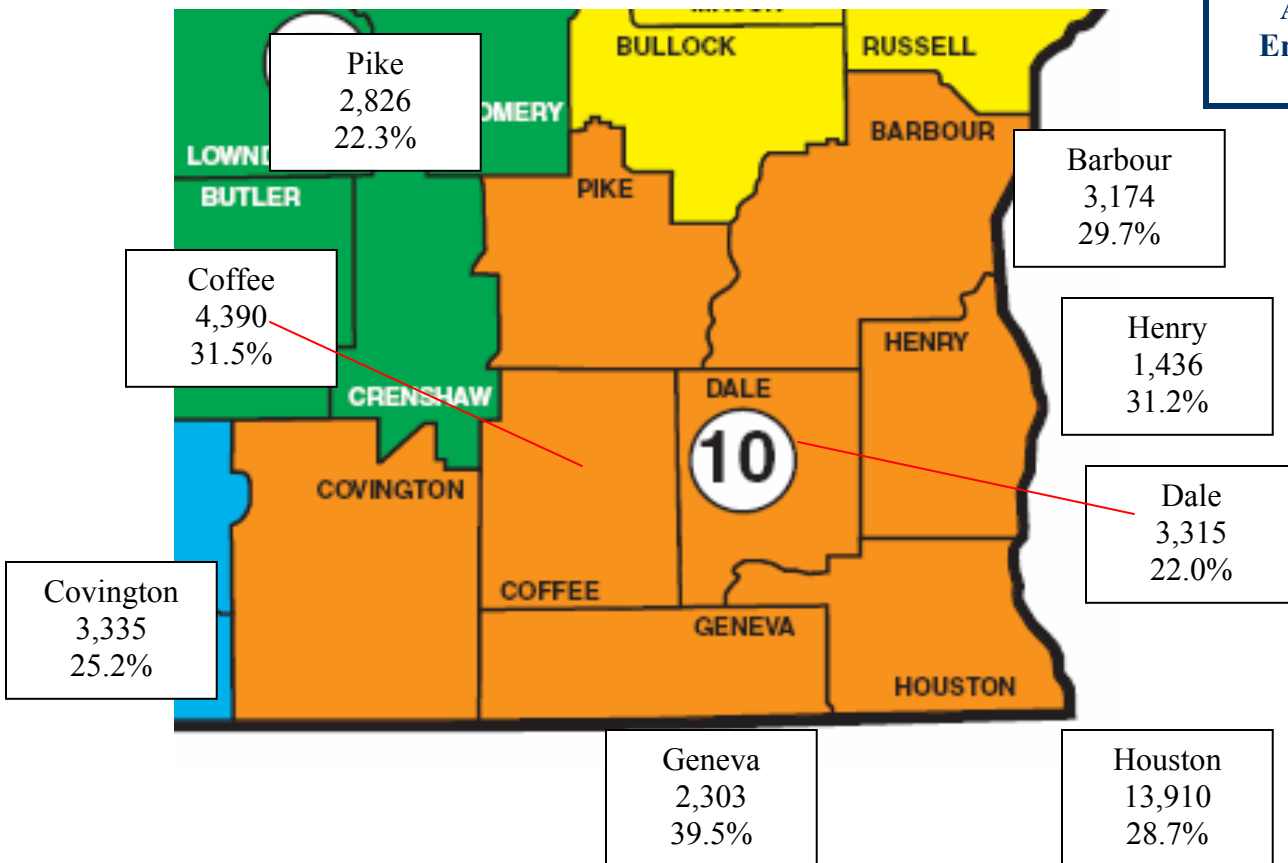 BULLOCK
RUSSELL
Pike
2,826
22.3%
BARBOUR
Barbour
3,174
29.7%
BUTLER
PIKE
Coffee
4,390
31.5%
HENRY
Henry
1,436
31.2%
CRENSHAW
DALE
10
COVINGTON
Dale
3,315
22.0%
Covington
3,335
25.2%
COFFEE
GENEVA
HOUSTON
Geneva
2,303
39.5%
Houston
13,910
28.7%